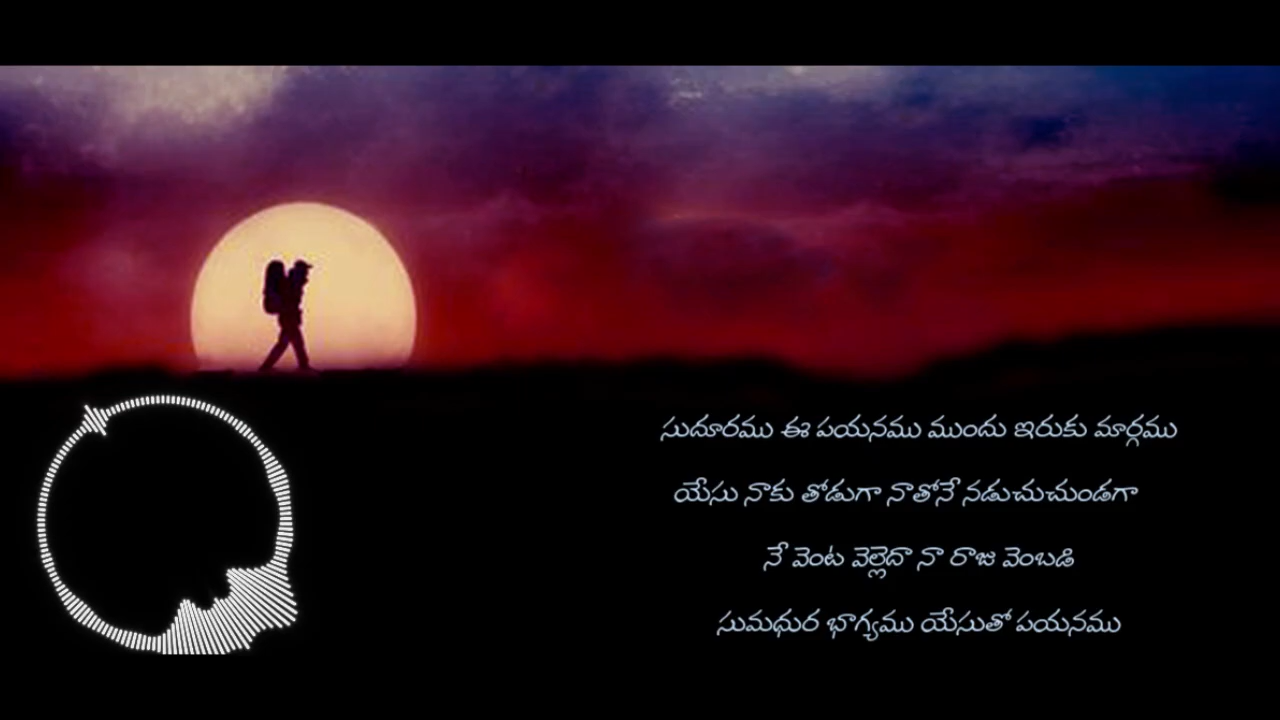 సుదూరము ఈ పయనము ముందు ఇరుకు మార్గము
యేసు నాకు తోడుగా నాతోనే నడుచుచుండగా
నే వెంట వెల్లెదా నా రాజు వెంబడి
సుమధుర భాగ్యము యేసుతో పయనము